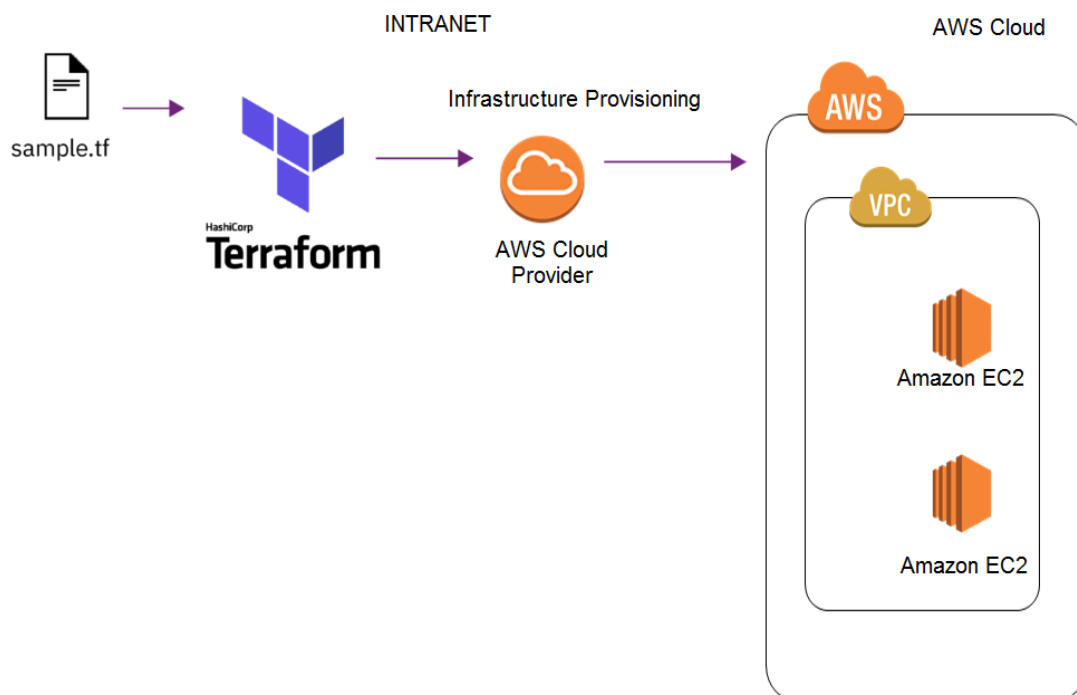 INTRANET
AWS Cloud
sample.tf
Infrastructure Provisioning
HashiCorp
Terraform
AWS Cloud
Provider
AWS
VPC
Amazon EC2
Amazon EC2